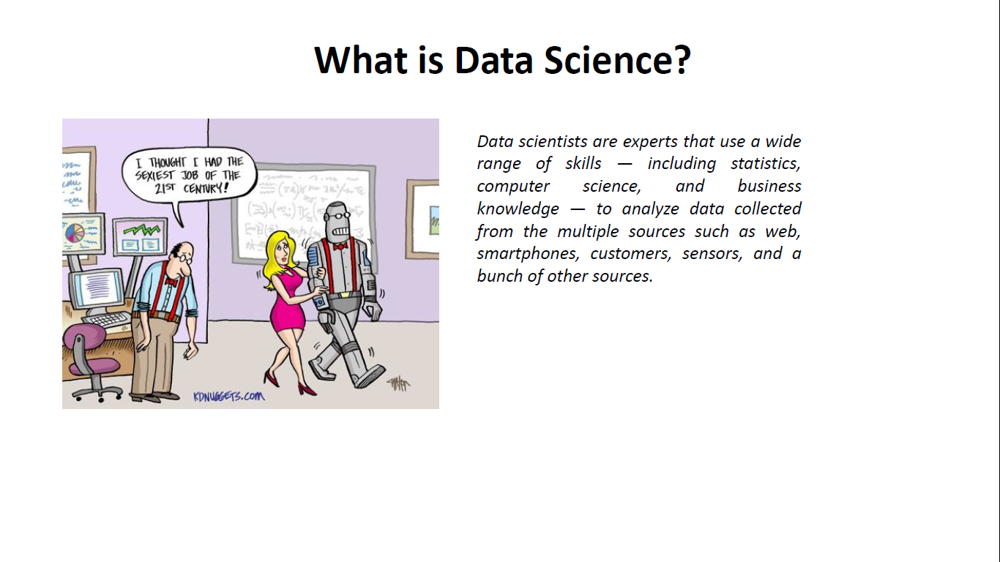 What is Data Science?
I THOUGHT I HAD THE
SEXIEST JOB OF THE
21ST CENTURY!
KDNUGGETS.COM
Data scientists are experts that use a wide
range of skills — including statistics,
computer science, and business
knowledge — to analyze data collected
from the multiple sources such as web,
smartphones, customers, sensors, and a
bunch of other sources.